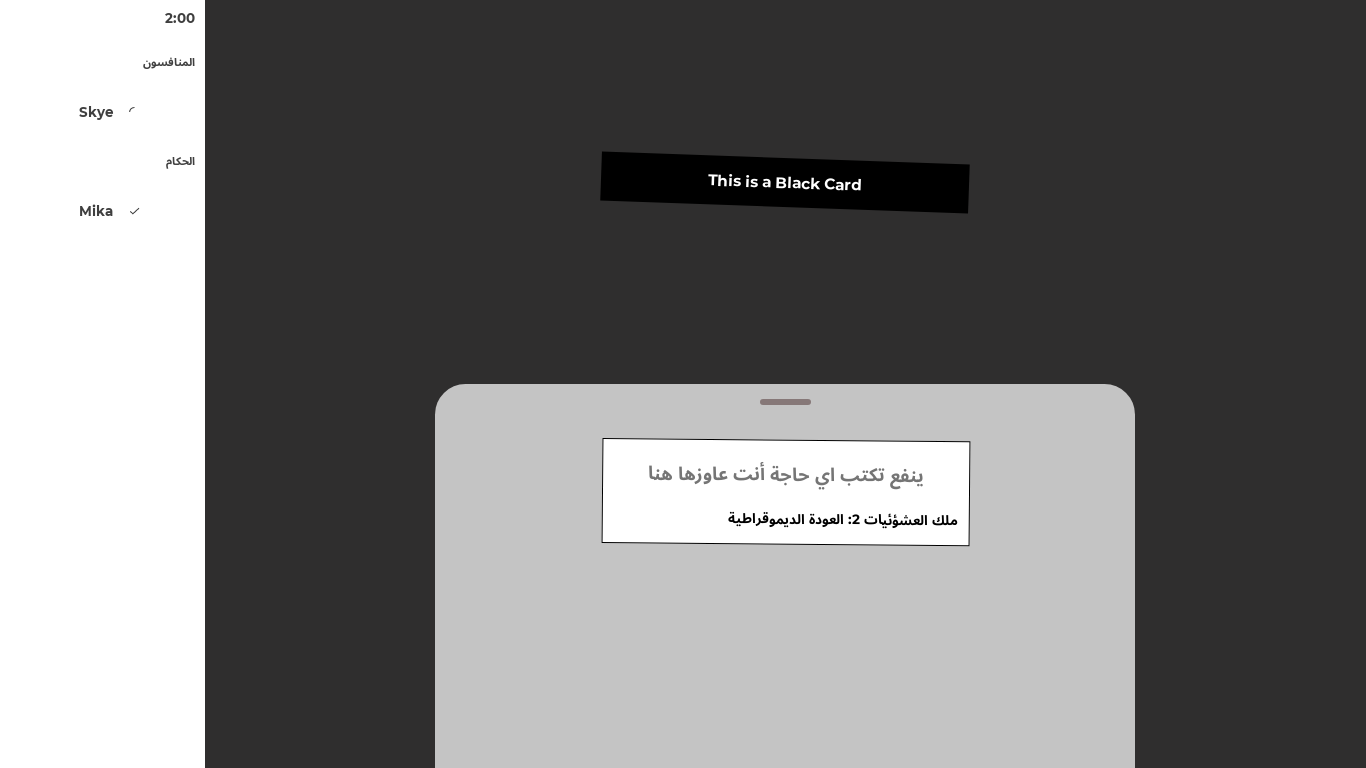 2:00
المنافسون
Skye
الحكام
Mika
This is a Black Card
ينفع تكتب اي حاجة أنت عاوزها هنا
ملك العشؤئيات 2: العودة الديموقراطية